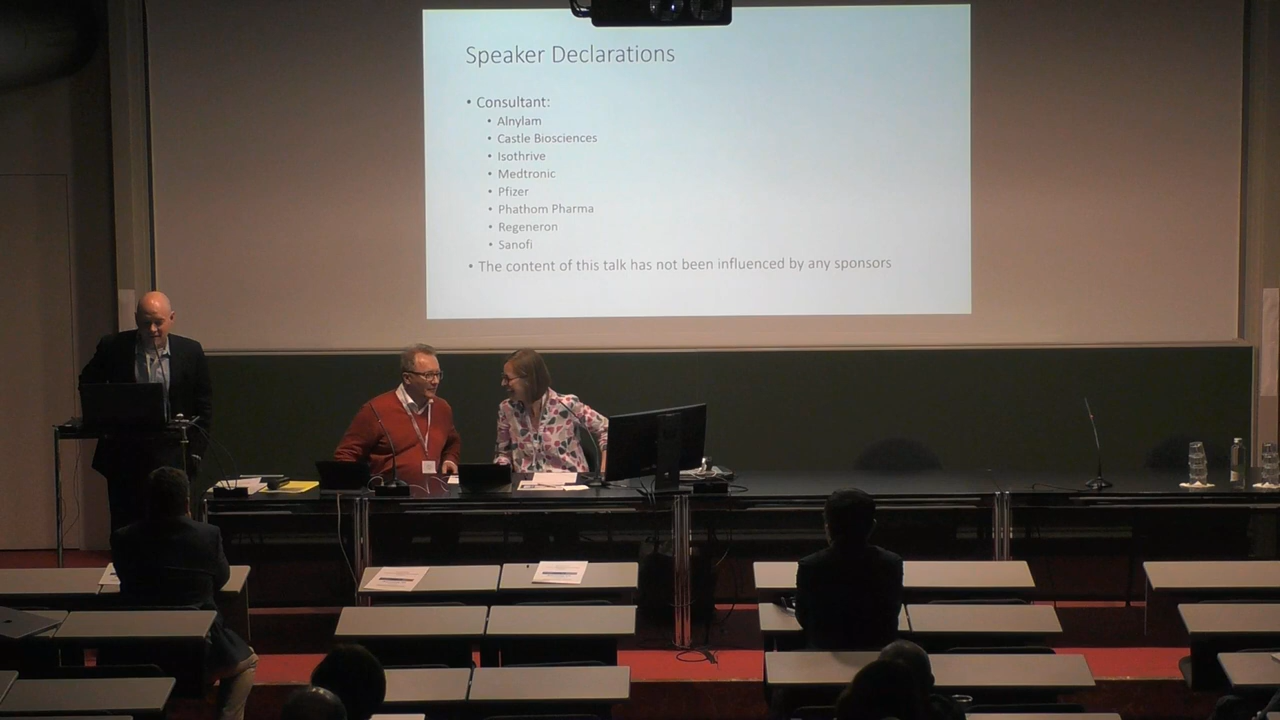 Speaker Declarations
• Consultant:
• Alnylam
• Castle Biosciences
• Isothrive
• Medtronic
• Pfizer
• Phathom Pharma
• Regeneron
• Sanofi
• The content of this talk has not been influenced by any sponsors